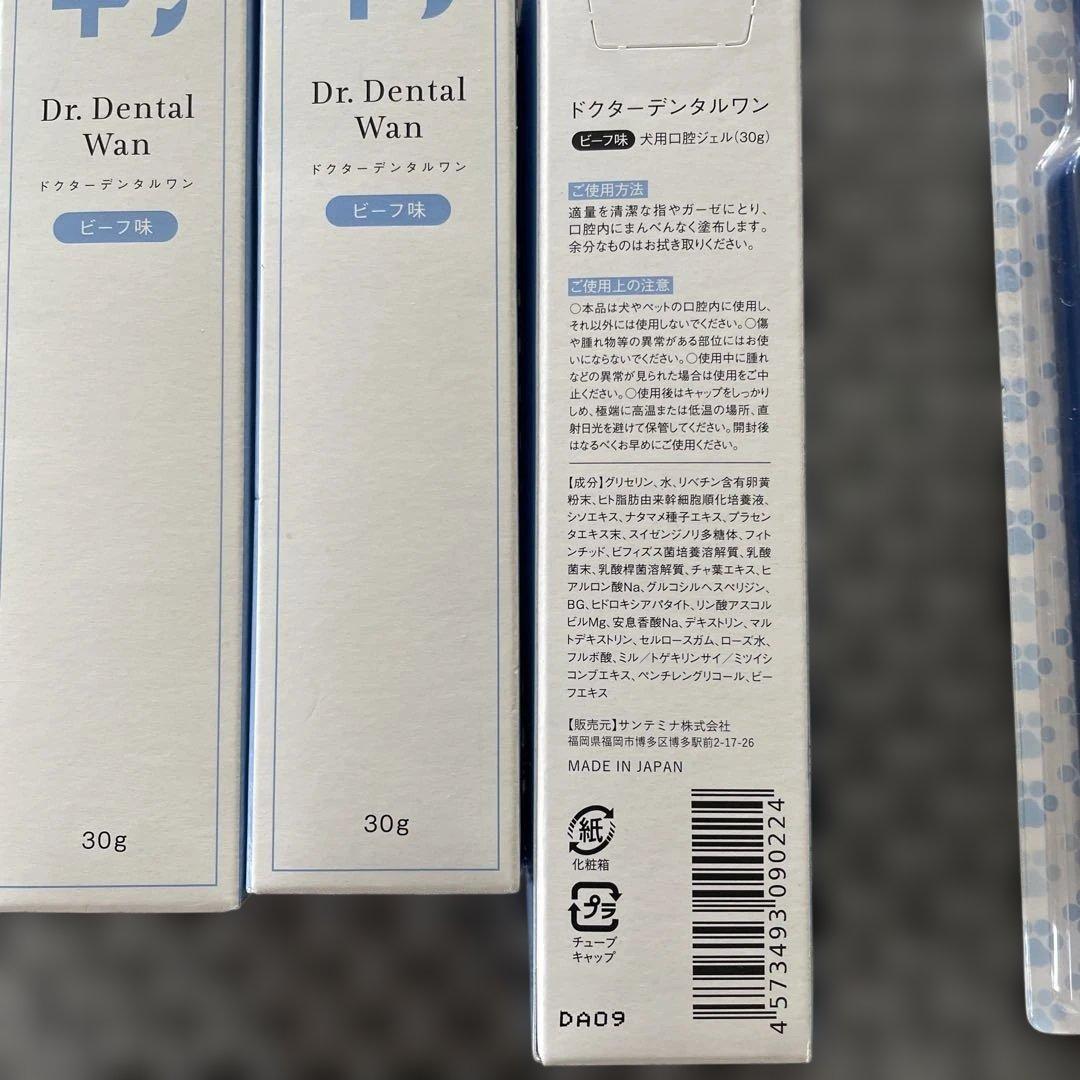 Dr. Dental
Wan
ドクターデンタルワン
ビーフ味
30g
Dr. Dental
Wan
ドクターデンタルワン
ビーフ味
30g
ドクターデンタルワン
ビーフ味 犬用口腔ジェル(30g)
ご使用方法
適量を清潔な指やガーゼにとり、
口腔内にまんべんなく塗布します。
余分なものはお拭き取りください。
ご使用上の注意
○本品は犬やペットの口腔内に使用し、
それ以外には使用しないでください。○傷
や腫れ物等の異常がある部位にはお使
いにならないでください。○使用中に腫れ
などの異常が見られた場合は使用をご中
止ください。○使用後はキャップをしっかり
しめ、極端に高温または低温の場所、直
射日光を避けて保管してください。開封後
はなるべくお早めにご使用ください。
【成分】グリセリン、水、リベチン含有卵黄
粉末、ヒト脂肪由来幹細胞順化培養液、
シソエキス、ナタマメ種子エキス、プラセン
タエキス末、スイゼンジノリ多糖体、フィト
ンチッド、ビフィズス菌培養溶解質、乳酸
菌末、乳酸桿菌溶解質、チャ葉エキス、ヒ
アルロン酸Na、グルコシルヘスペリジン、
BG、ヒドロキシアパタイト、リン酸アスコル
ビルMg、安息香酸Na、デキストリン、マル
トデキストリン、セルロースガム、ローズ水、
フルボ酸、ミル/トゲキリンサイ/ミツイシ
コンブエキス、ペンチレングリコール、ビー
フエキス
【販売元】サンテミナ株式会社
福岡県福岡市博多区博多駅前2-17-26
MADE IN JAPAN
紙
化粧箱
プラ
チューブ
キャップ
4573493090224
DA09